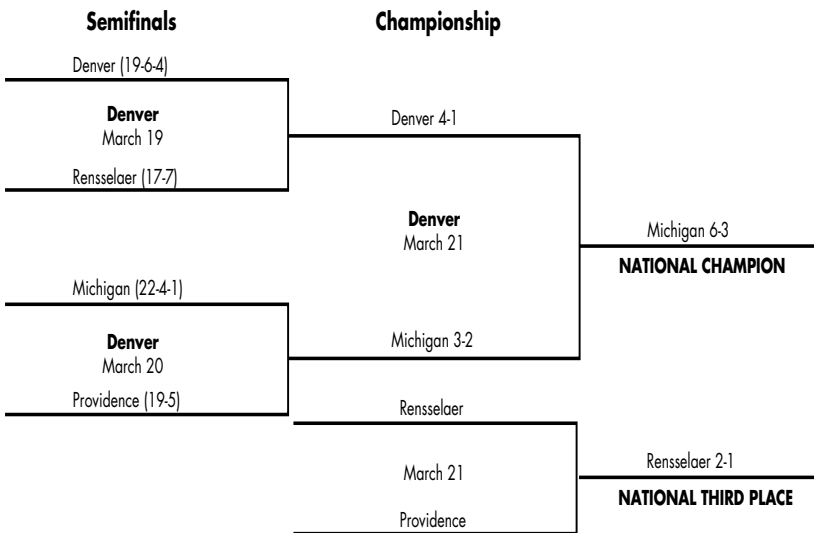 Semifinals
Championship
Denver (19-6-4)
Denver
March 19
Rensselaer (17-7)
Denver 4-1
Denver
March 21
Michigan 6-3
NATIONAL CHAMPION
Michigan (22-4-1)
Denver
March 20
Providence (19-5)
Michigan 3-2
Rensselaer
March 21
Providence
Rensselaer 2-1
NATIONAL THIRD PLACE